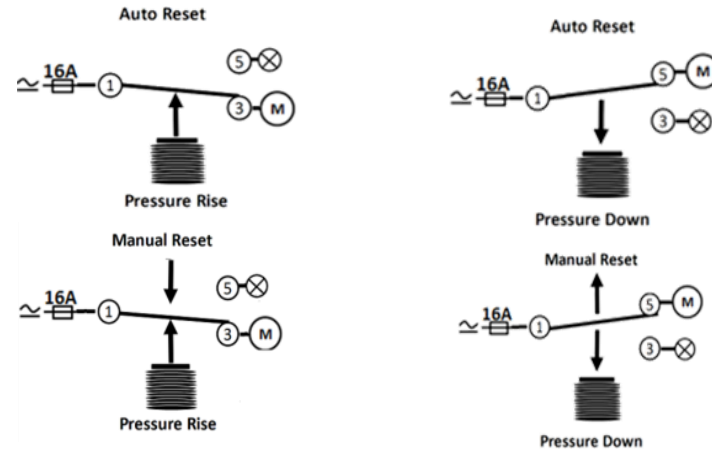 Auto Reset
16A
1
5
3
M
Pressure Rise
Auto Reset
16A
1
5
M
3
Pressure Down
Manual Reset
16A
1
5
3
M
Pressure Rise
Manual Reset
16A
1
5
M
3
Pressure Down